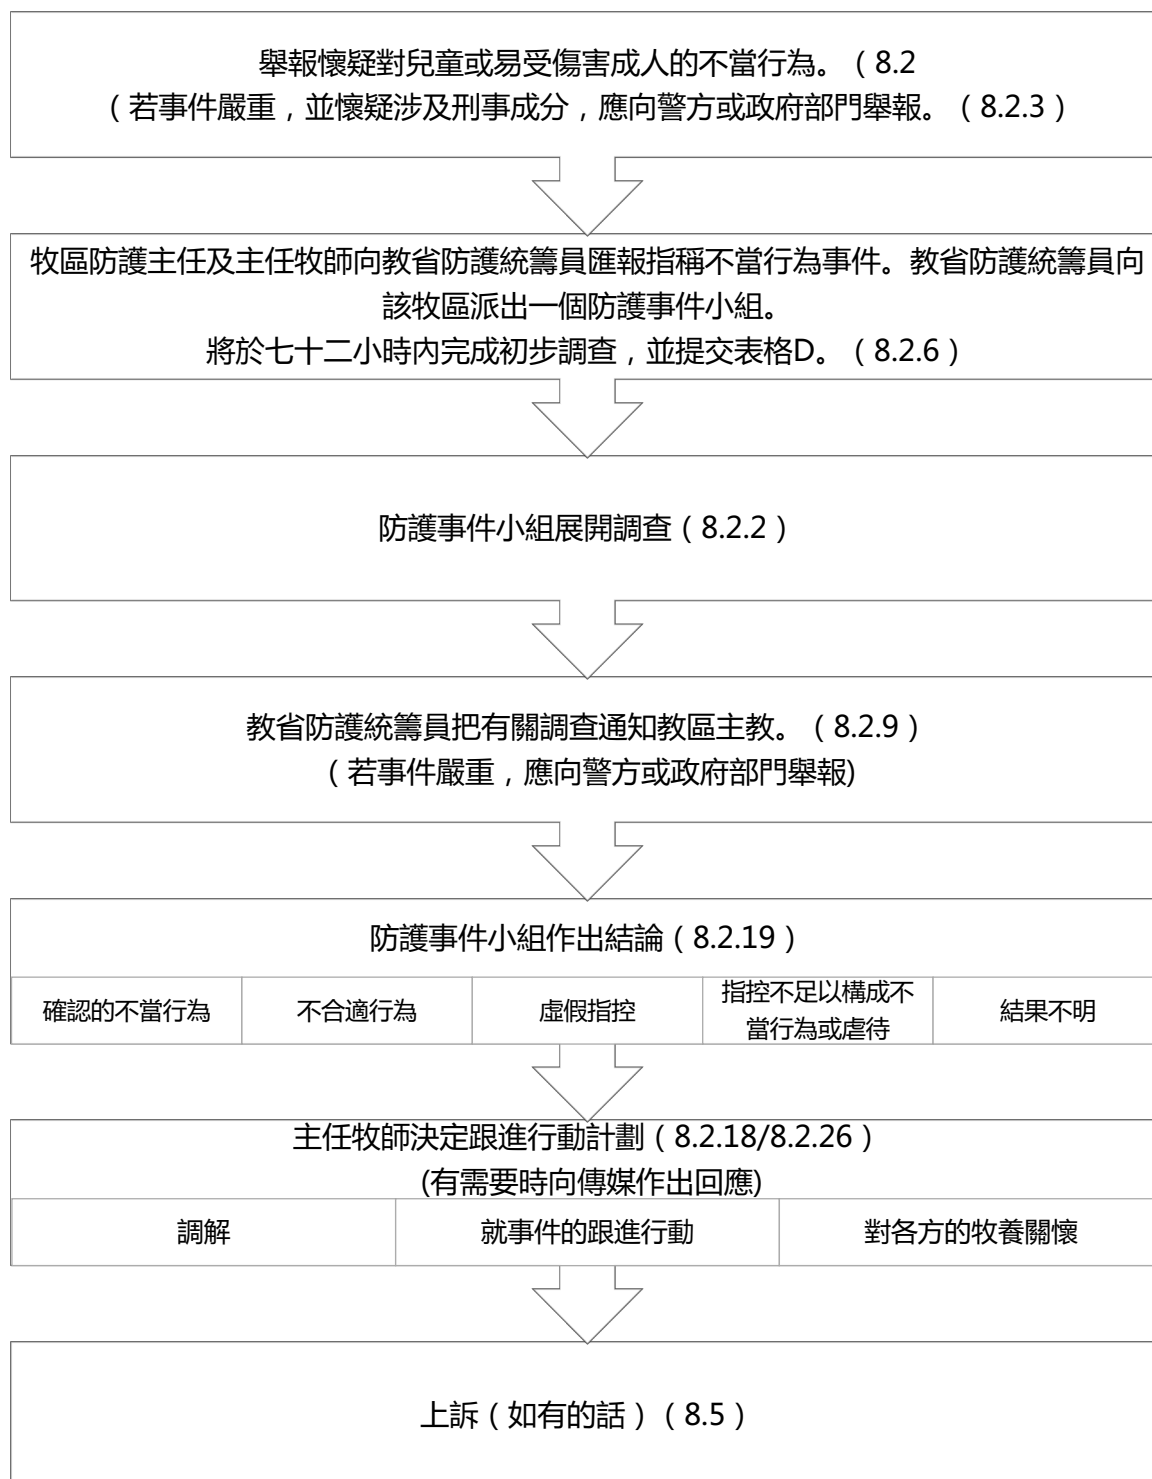 舉報懷疑對兒童或易受傷害成人的不當行為。（8.2
（若事件嚴重，並懷疑涉及刑事成分，應向警方或政府部門舉報。（8.2.3）
牧區防護主任及主任牧師向教省防護統籌員匯報指稱不當行為事件。教省防護統籌員向
該牧區派出一個防護事件小組。
將於七十二小時內完成初步調查，並提交表格D。（8.2.6）
防護事件小組展開調查（8.2.2）
教省防護統籌員把有關調查通知教區主教。（8.2.9）
（若事件嚴重，應向警方或政府部門舉報)
防護事件小組作出結論（8.2.19）
確認的不當行為
不合適行為
虛假指控
指控不足以構成不
當行為或虐待
結果不明
主任牧師決定跟進行動計劃（8.2.18/8.2.26）
(有需要時向傳媒作出回應)
調解
就事件的跟進行動
對各方的牧養關懷
上訴（如有的話）（8.5）